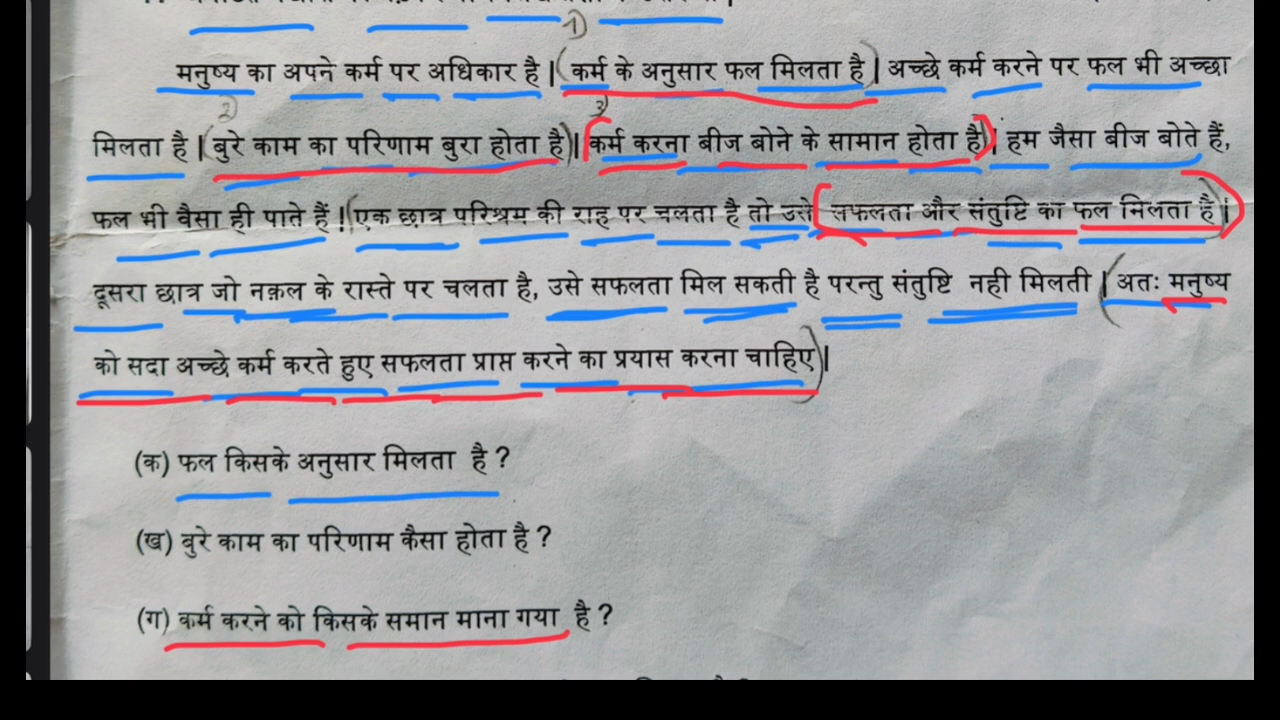 1)
मनुष्य का अपने कर्म पर अधिकार है | (कर्म के अनुसार फल मिलता है) | अच्छे कर्म करने पर फल भी अच्छा
2) 3)
मिलता है | (बुरे काम का परिणाम बुरा होता है) | (कर्म करना बीज बोने के सामान होता है) | हम जैसा बीज बोते हैं,
फल भी वैसा ही पाते हैं | (एक छात्र परिश्रम की राह पर चलता है तो उसे (सफलता और संतुष्टि का फल मिलता है) |
दूसरा छात्र जो नक़ल के रास्ते पर चलता है, उसे सफलता मिल सकती है परन्तु संतुष्टि नही मिलती | (अतः मनुष्य
को सदा अच्छे कर्म करते हुए सफलता प्राप्त करने का प्रयास करना चाहिए) |
(क) फल किसके अनुसार मिलता है ?
(ख) बुरे काम का परिणाम कैसा होता है ?
(ग) कर्म करने को किसके समान माना गया है ?